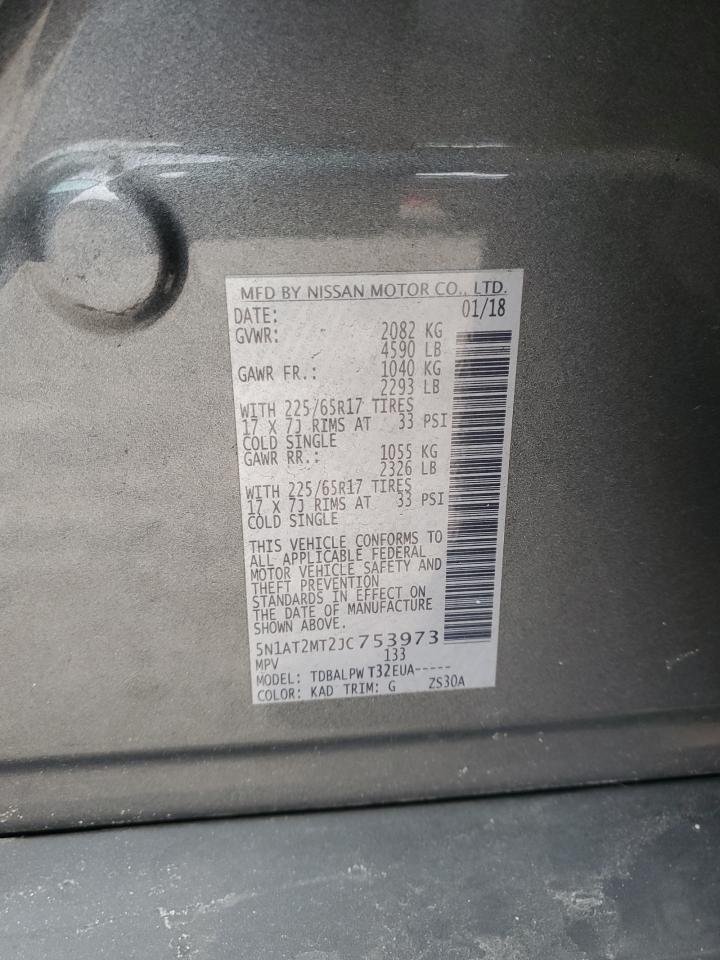 MFD BY NISSAN MOTOR CO., LTD.
DATE: 01/18
GVWR: 2082 KG
4590 LB
GAWR FR.: 1040 KG
2293 LB
WITH 225/65R17 TIRES
17 X 7J RIMS AT 33 PSI
COLD SINGLE
GAWR RR.: 1055 KG
2326 LB
WITH 225/65R17 TIRES
17 X 7J RIMS AT 33 PSI
COLD SINGLE
THIS VEHICLE CONFORMS TO
ALL APPLICABLE FEDERAL
MOTOR VEHICLE SAFETY AND
THEFT PREVENTION
STANDARDS IN EFFECT ON
THE DATE OF MANUFACTURE
SHOWN ABOVE.
5N1AT2MT2JC753973
MPV 133
MODEL: TDBALPW T32EUA-----
COLOR: KAD TRIM: G ZS30A